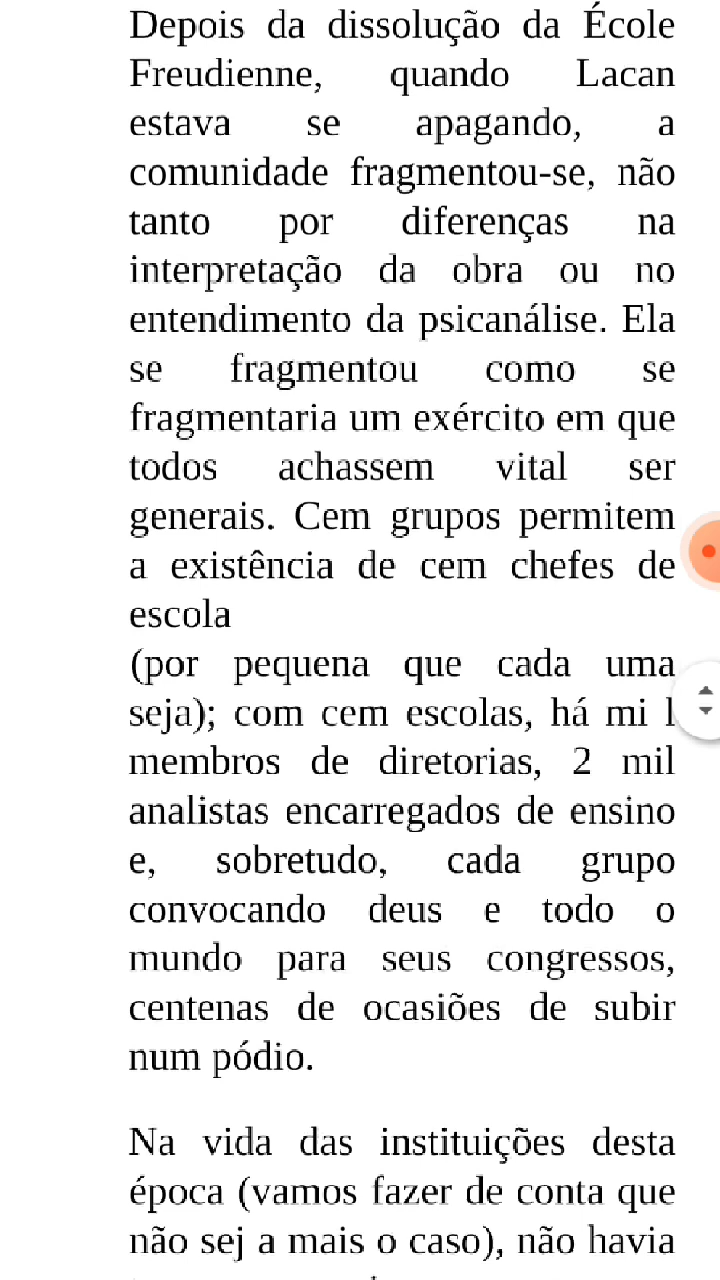 Depois da dissolução da École
Freudienne, quando Lacan
estava se apagando, a
comunidade fragmentou-se, não
tanto por diferenças na
interpretação da obra ou no
entendimento da psicanálise. Ela
se fragmentou como se
fragmentaria um exército em que
todos achassem vital ser
generais. Cem grupos permitem
a existência de cem chefes de
escola
(por pequena que cada uma
seja); com cem escolas, há mi l
membros de diretorias, 2 mil
analistas encarregados de ensino
e, sobretudo, cada grupo
convocando deus e todo o
mundo para seus congressos,
centenas de ocasiões de subir
num pódio.
Na vida das instituições desta
época (vamos fazer de conta que
não sej a mais o caso), não havia